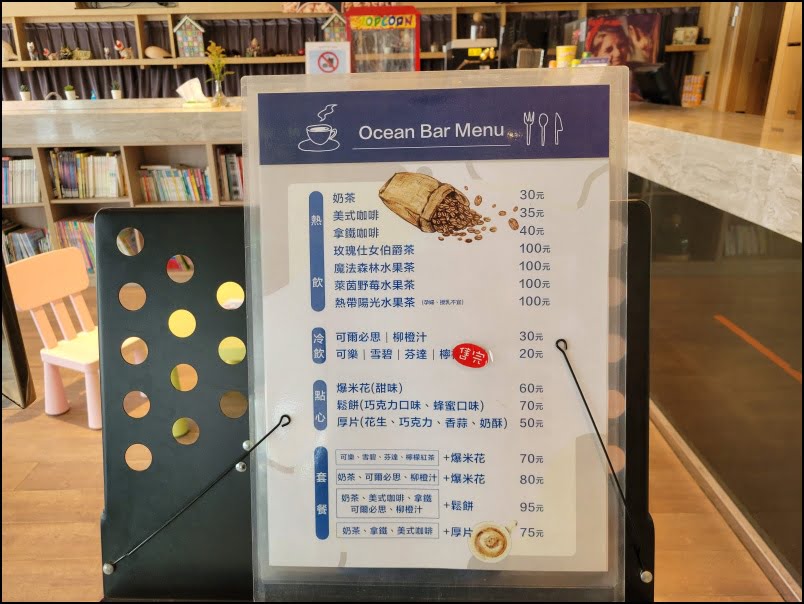 POPCORN
Ocean Bar Menu
熱飲
奶茶 30元
美式咖啡 35元
拿鐵咖啡 40元
玫瑰仕女伯爵茶 100元
魔法森林水果茶 100元
萊茵野莓水果茶 100元
熱帶陽光水果茶 (孕婦、授乳不宜) 100元
冷飲
可爾必思｜柳橙汁 30元
可樂｜雪碧｜芬達｜檸 售完 20元
點心
爆米花(甜味) 60元
鬆餅(巧克力口味、蜂蜜口味) 70元
厚片(花生、巧克力、香蒜、奶酥) 50元
套餐
可樂、雪碧、芬達、檸檬紅茶 +爆米花 70元
奶茶、可爾必思、柳橙汁 +爆米花 80元
奶茶、美式咖啡、拿鐵
可爾必思、柳橙汁 +鬆餅 95元
奶茶、拿鐵、美式咖啡 +厚片 75元